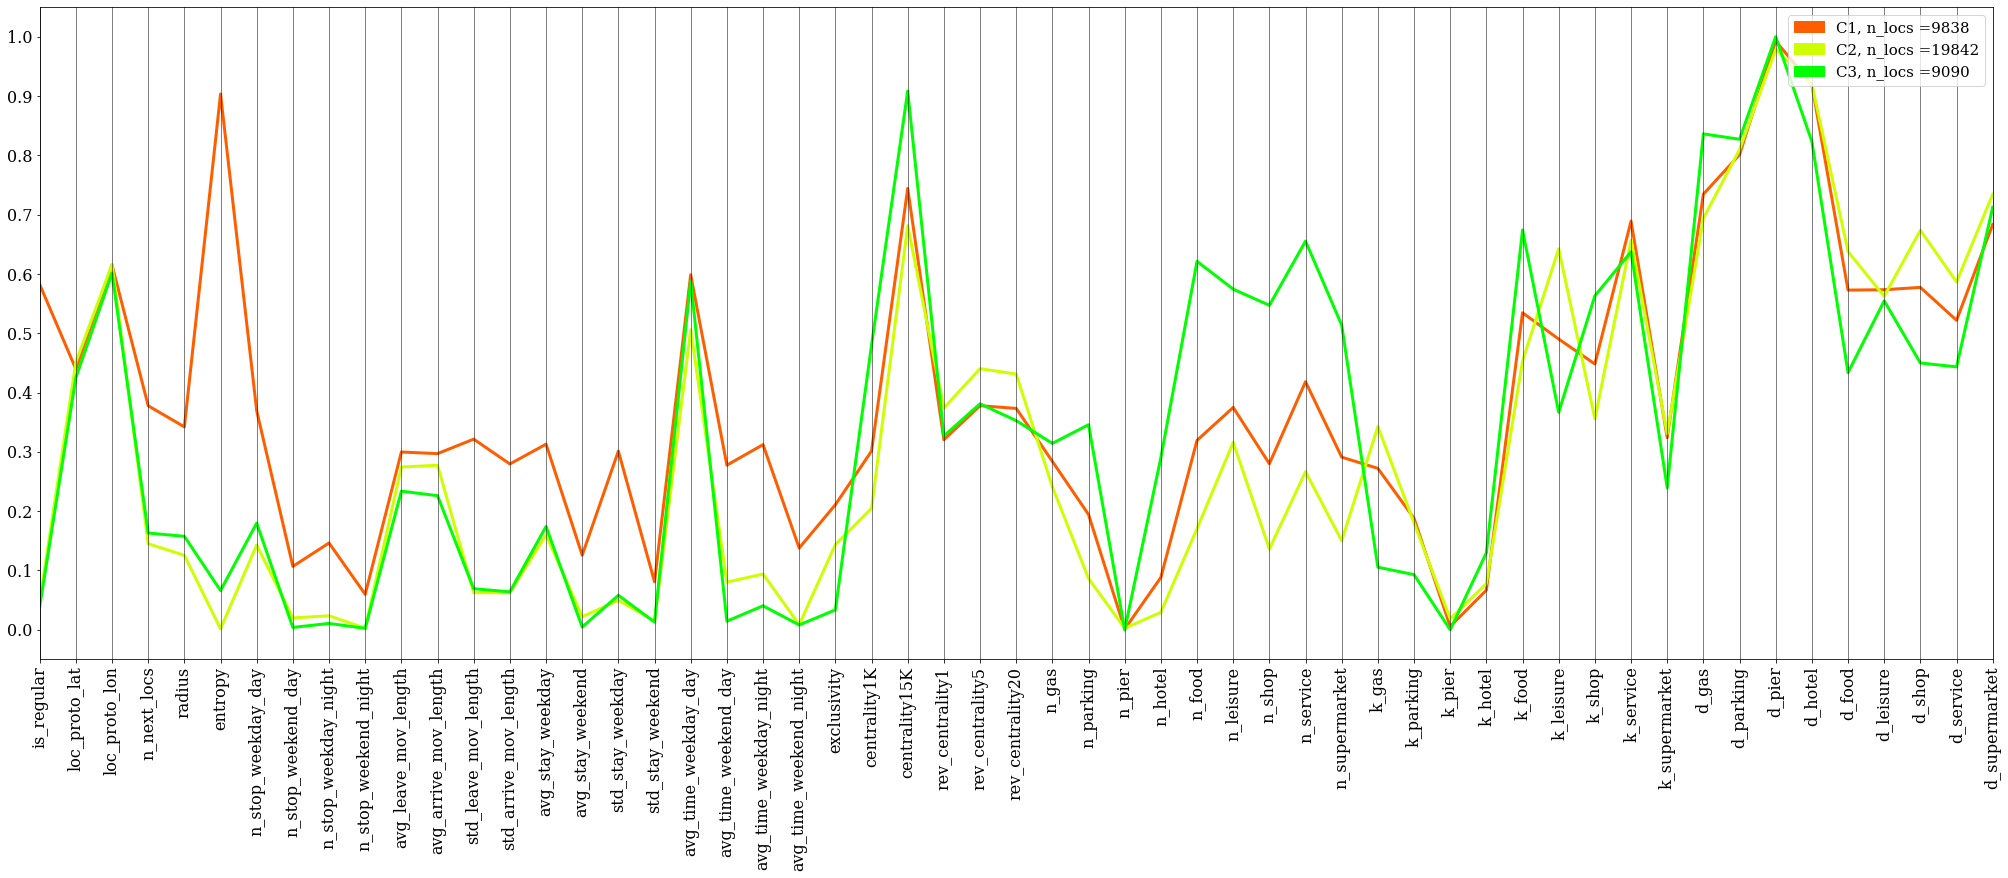 1.0
0.9
0.8
0.7
0.6
0.5
0.4
0.3
0.2
0.1
0.0
C1, n_locs =9838
C2, n_locs =19842
C3, n_locs =9090
is_regular
loc_proto_lat
loc_proto_lon
n_next_locs
radius
entropy
n_stop_weekday_day
n_stop_weekend_day
n_stop_weekday_night
n_stop_weekend_night
avg_leave_mov_length
avg_arrive_mov_length
std_leave_mov_length
std_arrive_mov_length
avg_stay_weekday
avg_stay_weekend
std_stay_weekday
std_stay_weekend
avg_time_weekday_day
avg_time_weekend_day
avg_time_weekday_night
avg_time_weekend_night
exclusivity
centrality1K
centrality15K
rev_centrality1
rev_centrality5
rev_centrality20
n_gas
n_parking
n_pier
n_hotel
n_food
n_leisure
n_shop
n_service
n_supermarket
k_gas
k_parking
k_pier
k_hotel
k_food
k_leisure
k_shop
k_service
k_supermarket
d_gas
d_parking
d_pier
d_hotel
d_food
d_leisure
d_shop
d_service
d_supermarket